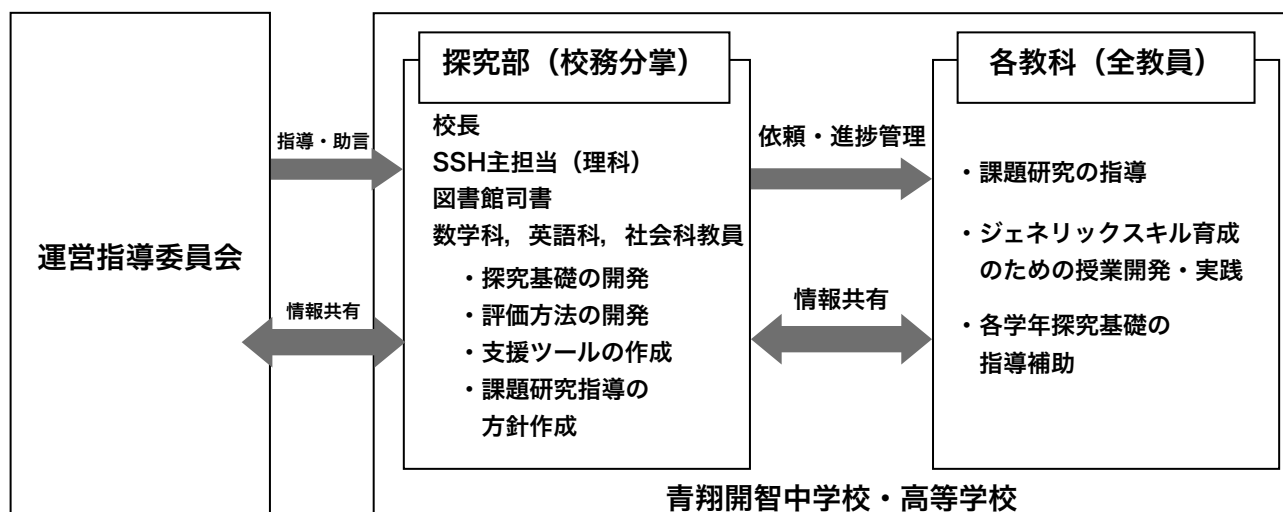 運営指導委員会
指導・助言
情報共有
探究部（校務分掌）
校長
SSH主担当（理科）
図書館司書
数学科，英語科，社会科教員
・探究基礎の開発
・評価方法の開発
・支援ツールの作成
・課題研究指導の
方針作成
依頼・進捗管理
情報共有
各教科（全教員）
・課題研究の指導
・ジェネリックスキル育成
のための授業開発・実践
・各学年探究基礎の
指導補助
青翔開智中学校・高等学校